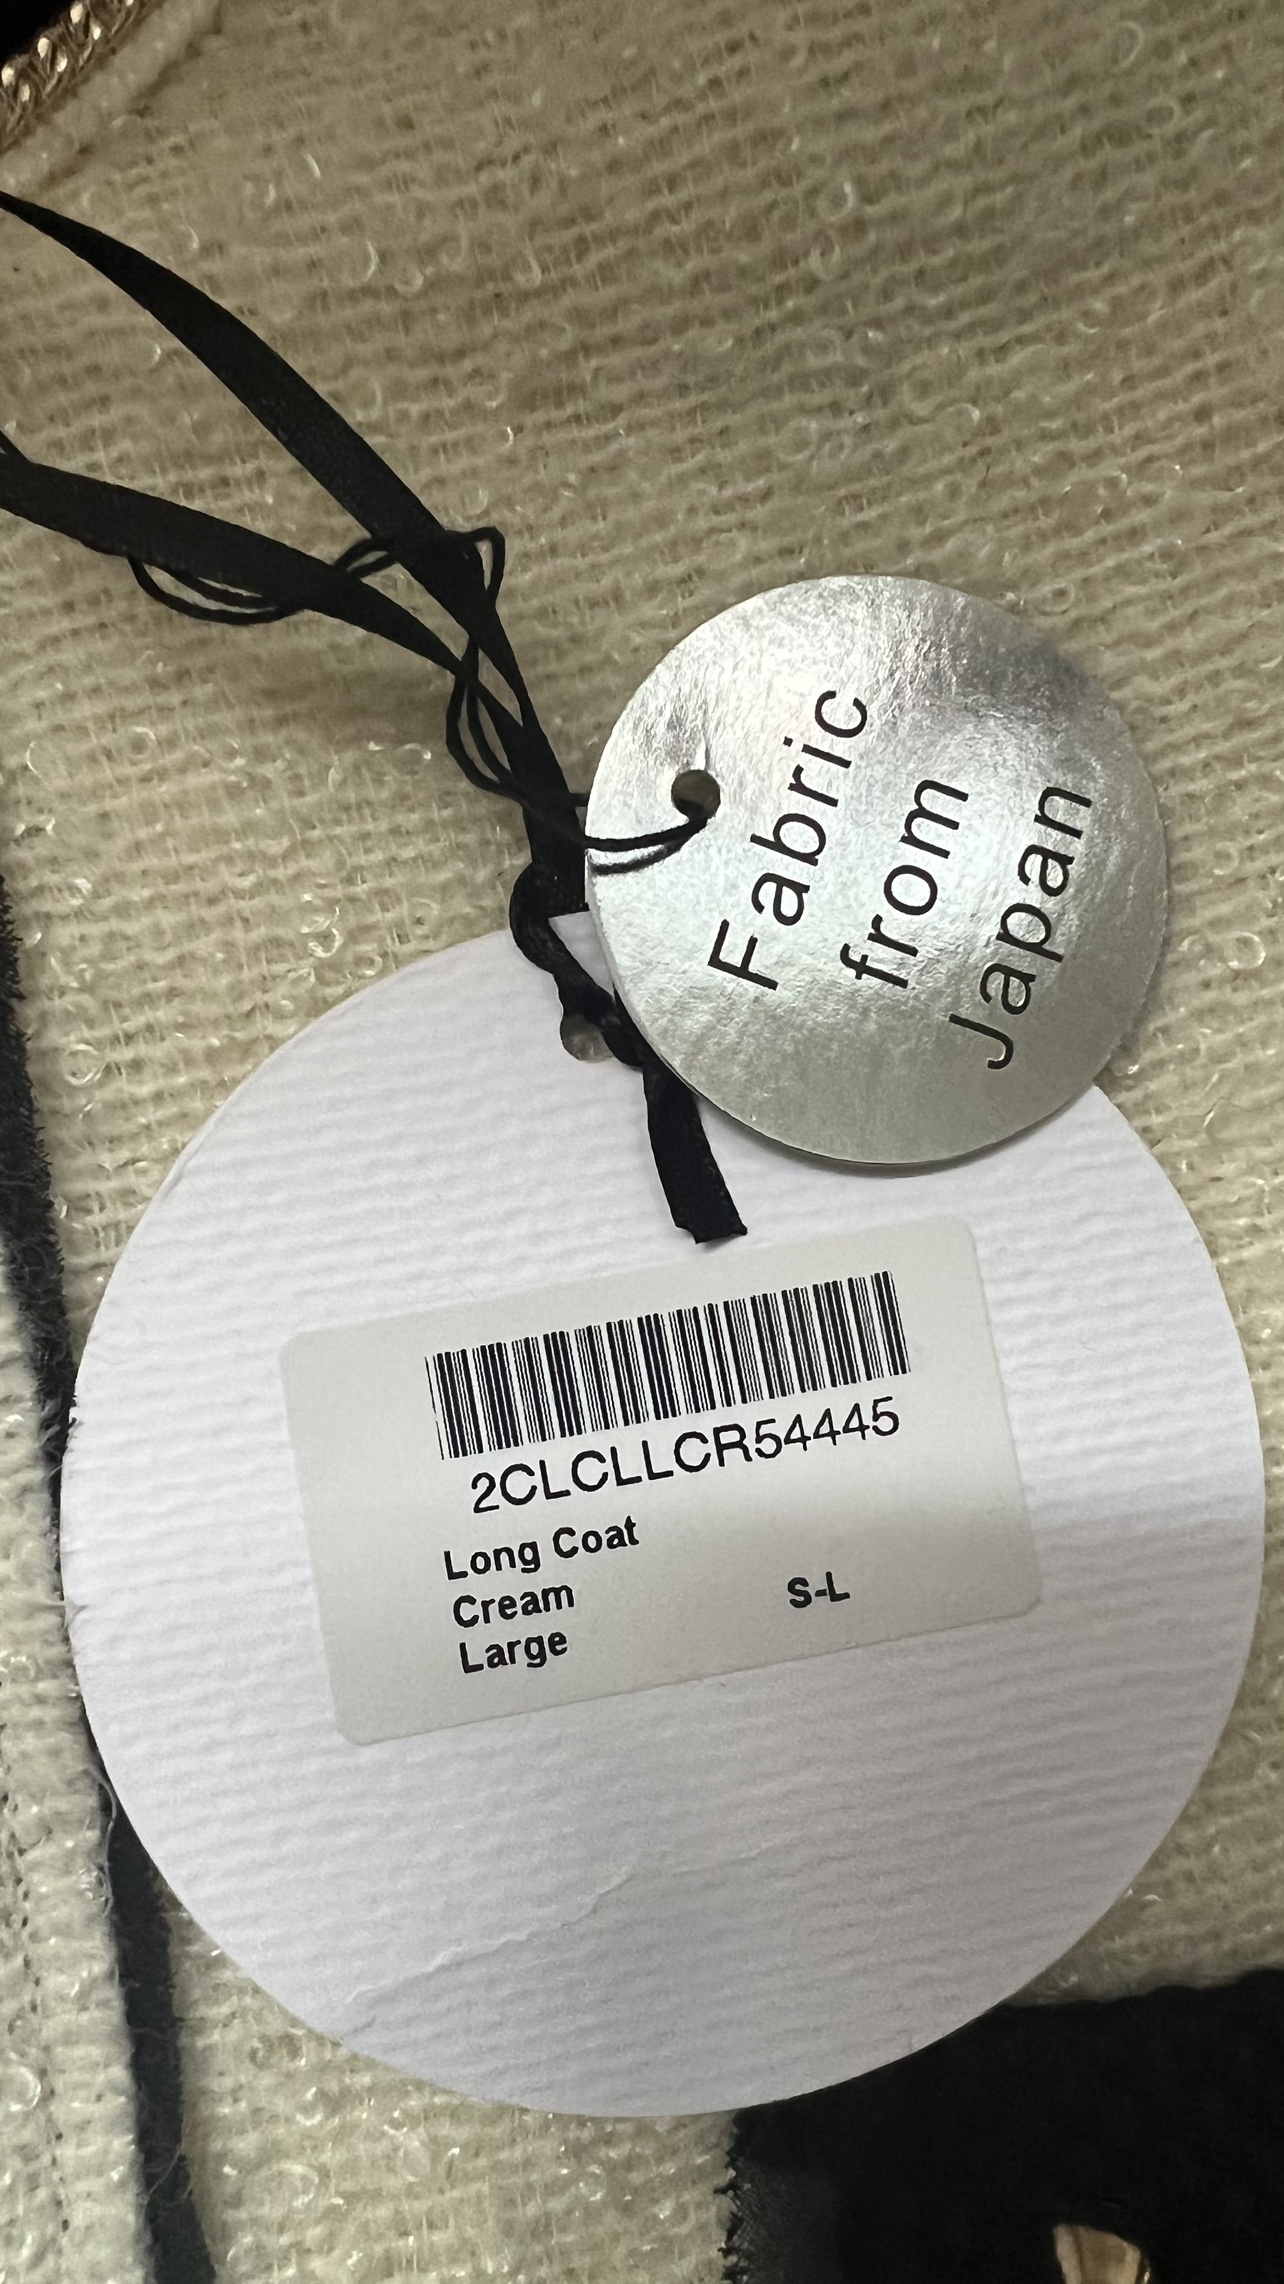 Fabric
from
Japan
2CLCLLCR54445
Long Coat
Cream S-L
Large